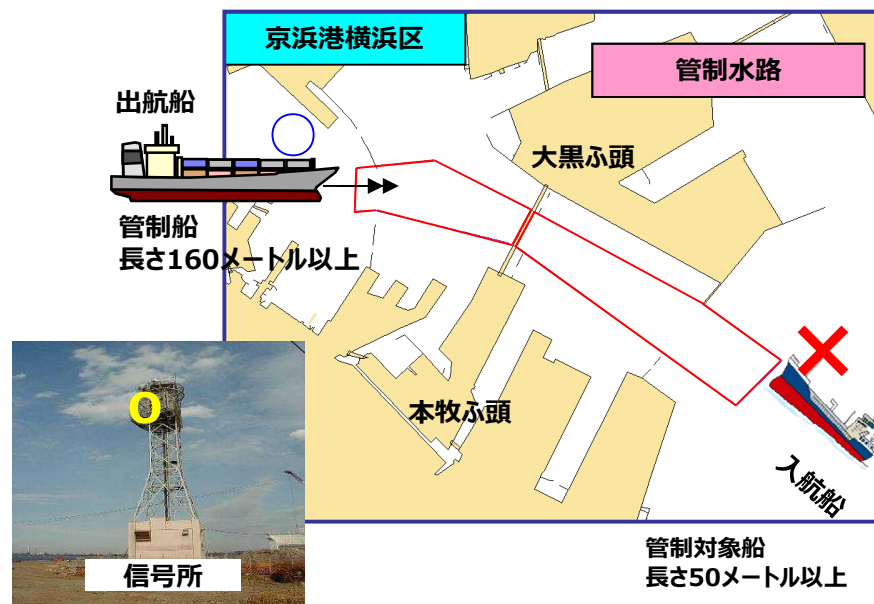 京浜港横浜区
管制水路
出航船
大黒ふ頭
管制船
長さ160メートル以上
本牧ふ頭
O
入航船
信号所
管制対象船
長さ50メートル以上